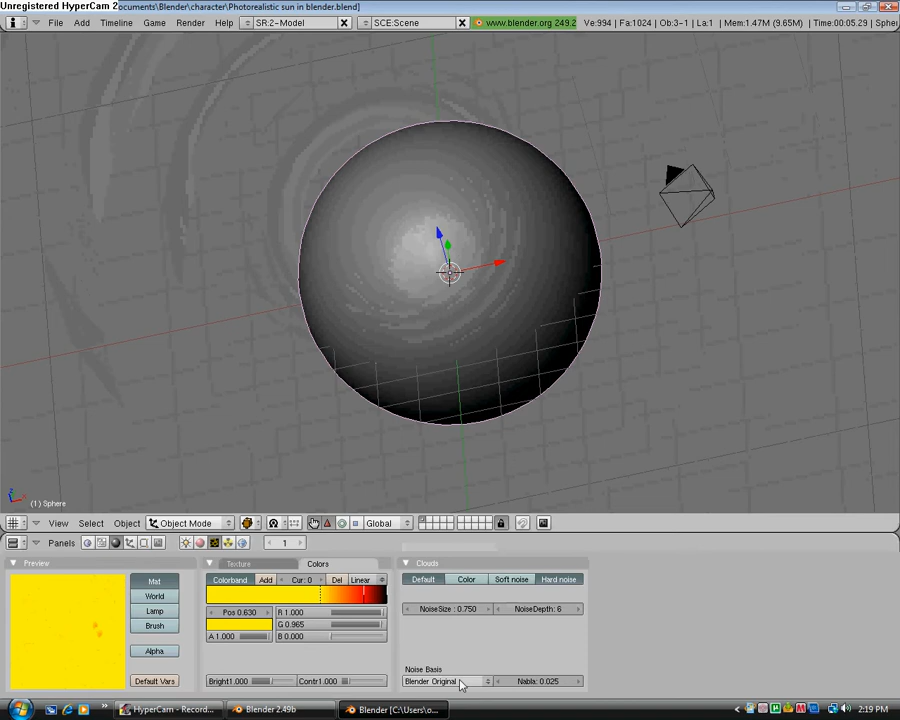 Unregistered HyperCam 2
ocuments\Blender\character\Photorealistic sun in blender.blend]
File Add Timeline Game Render Help SR:2-Model SCE:Scene www.blender.org 249.2 Ve:994 | Fa:1024 | Ob:3-1 | La:1 | Mem:1.47M (9.65M) | Time:00:05.29 | Spher
(1) Sphere
View Select Object Object Mode Global
Panels 1
Preview Texture Colors Clouds
Mat Colorband Add Cur: 0 Del Linear Default Color Soft noise Hard noise
World
Pos 0.630 R 1.000 NoiseSize : 0.750 NoiseDepth: 6
Lamp
G 0.965
Brush A 1.000 B 0.000
Alpha
Noise Basis
Default Vars Bright1.000 Contr1.000 Blender Original Nabla: 0.025
Start HyperCam - Record... Blender 2.49b Blender [C:\Users\o... 2:19 PM